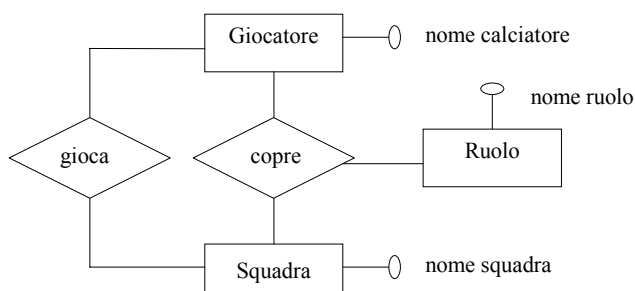 Giocatore
nome calciatore
nome ruolo
gioca
copre
Ruolo
Squadra
nome squadra